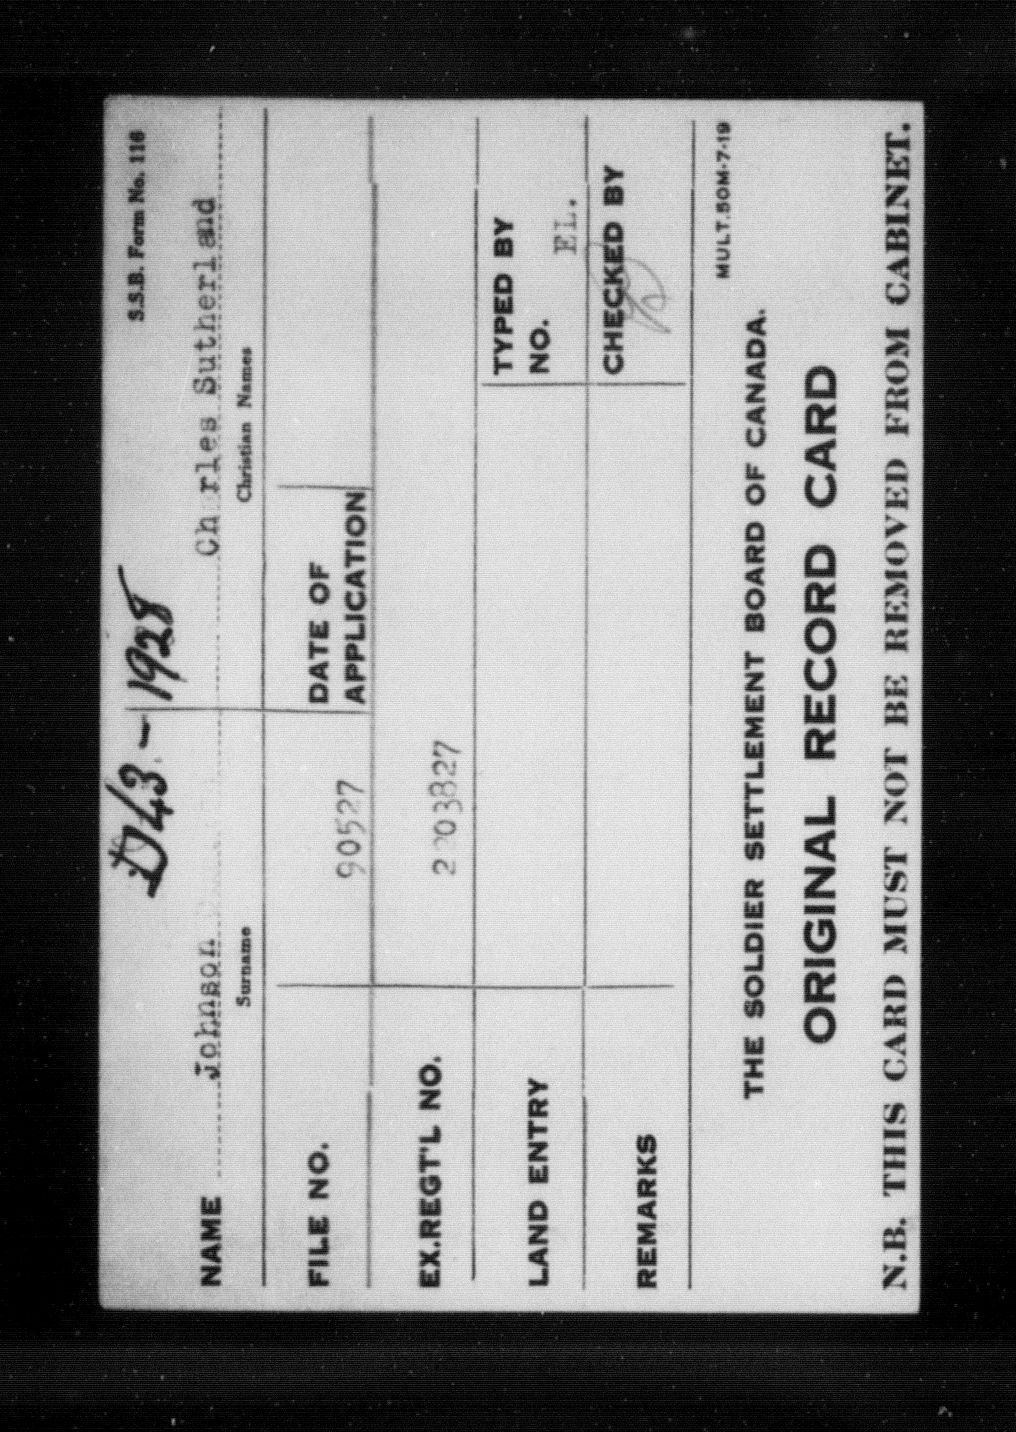 D43 - 1928
S.S.B. Form No. 116
NAME Johnson Charles Sutherland
Surname Christian Names
FILE NO. 90527 DATE OF APPLICATION
EX.REGT'L NO. 2203827
LAND ENTRY
TYPED BY
NO. EL.
REMARKS
CHECKED BY
MULT.50M-7-19
THE SOLDIER SETTLEMENT BOARD OF CANADA.
ORIGINAL RECORD CARD
N.B. THIS CARD MUST NOT BE REMOVED FROM CABINET.